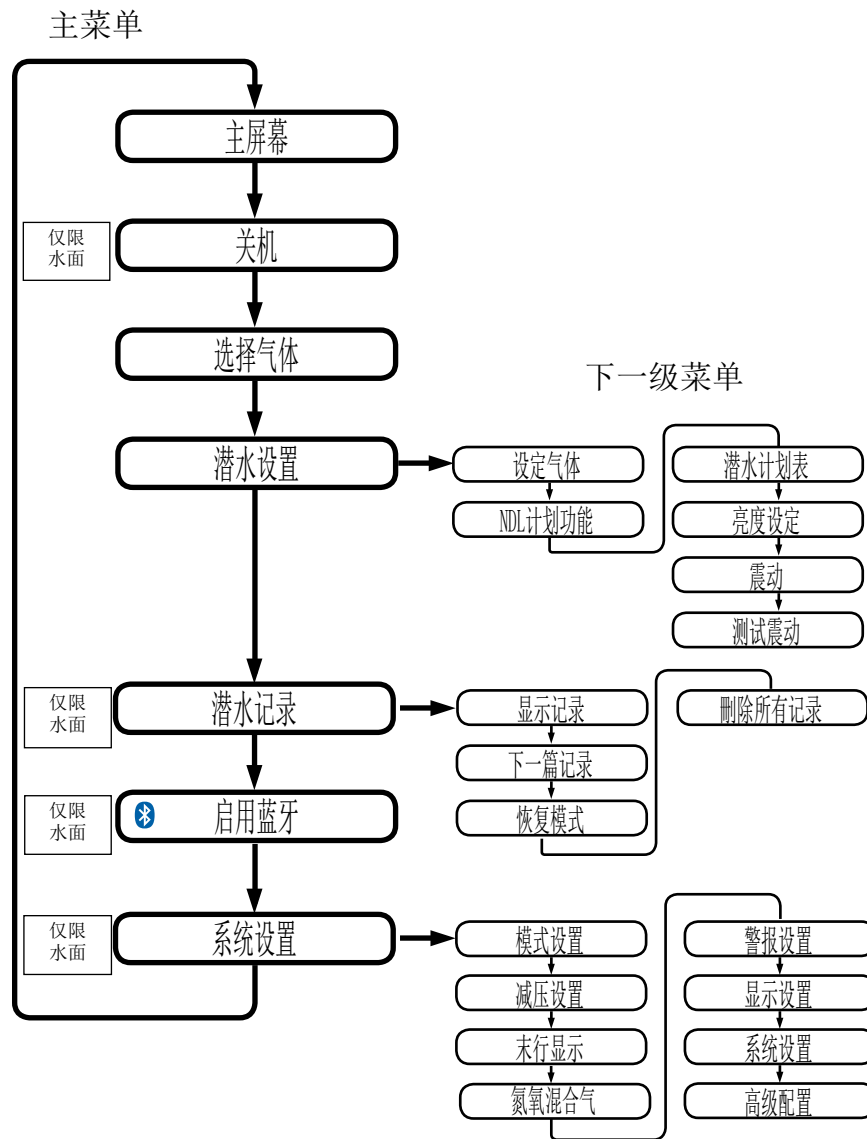 主菜单
主屏幕
仅限
水面
关机
选择气体
下一级菜单
潜水设置
设定气体
NDL计划功能
潜水计划表
亮度设定
震动
测试震动
仅限
水面
潜水记录
显示记录
下一篇记录
恢复模式
删除所有记录
仅限
水面
启用蓝牙
仅限
水面
系统设置
模式设置
减压设置
末行显示
氮氧混合气
警报设置
显示设置
系统设置
高级配置